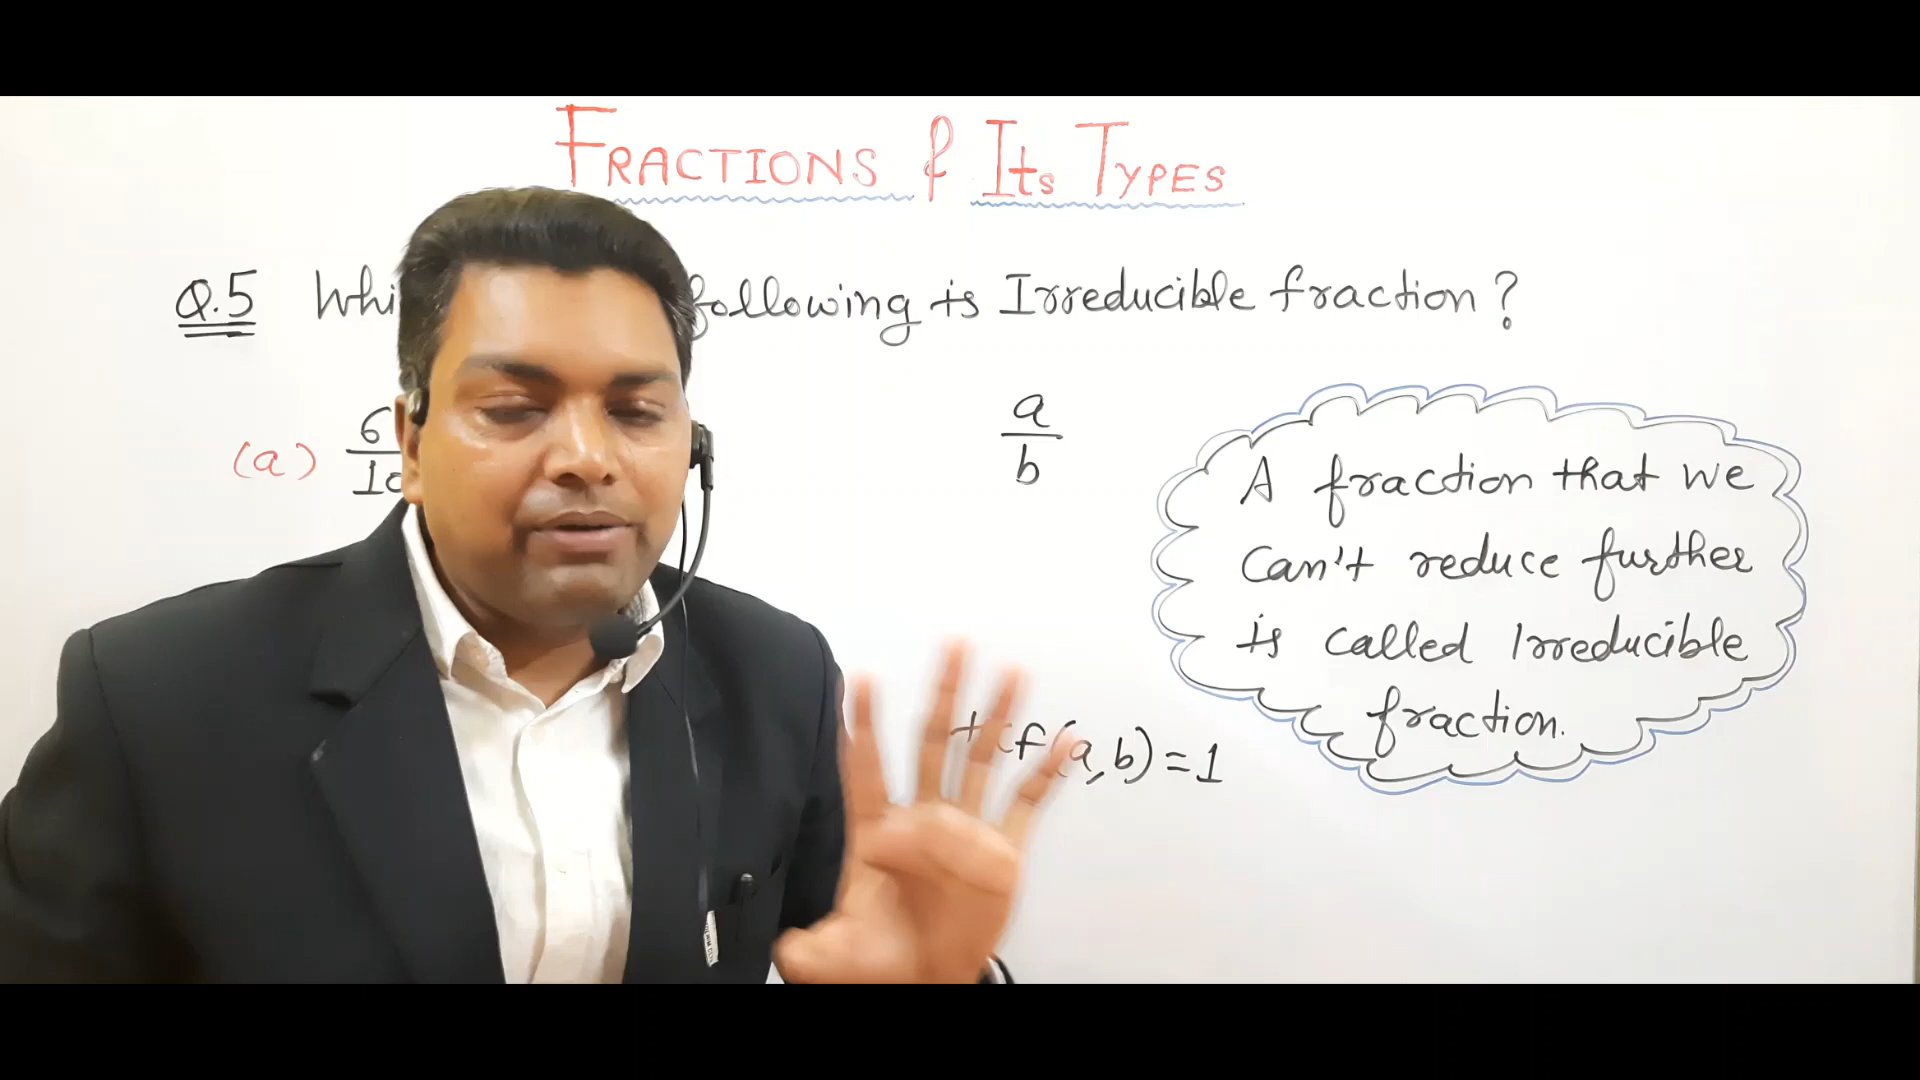 FRACTIONS & ITS TYPES
Q.5 Whi following is Irreducible fraction?
(a) 6
10
a
b
A fraction that we
Can't reduce further
is called Irreducible
fraction.
(a,b)=1